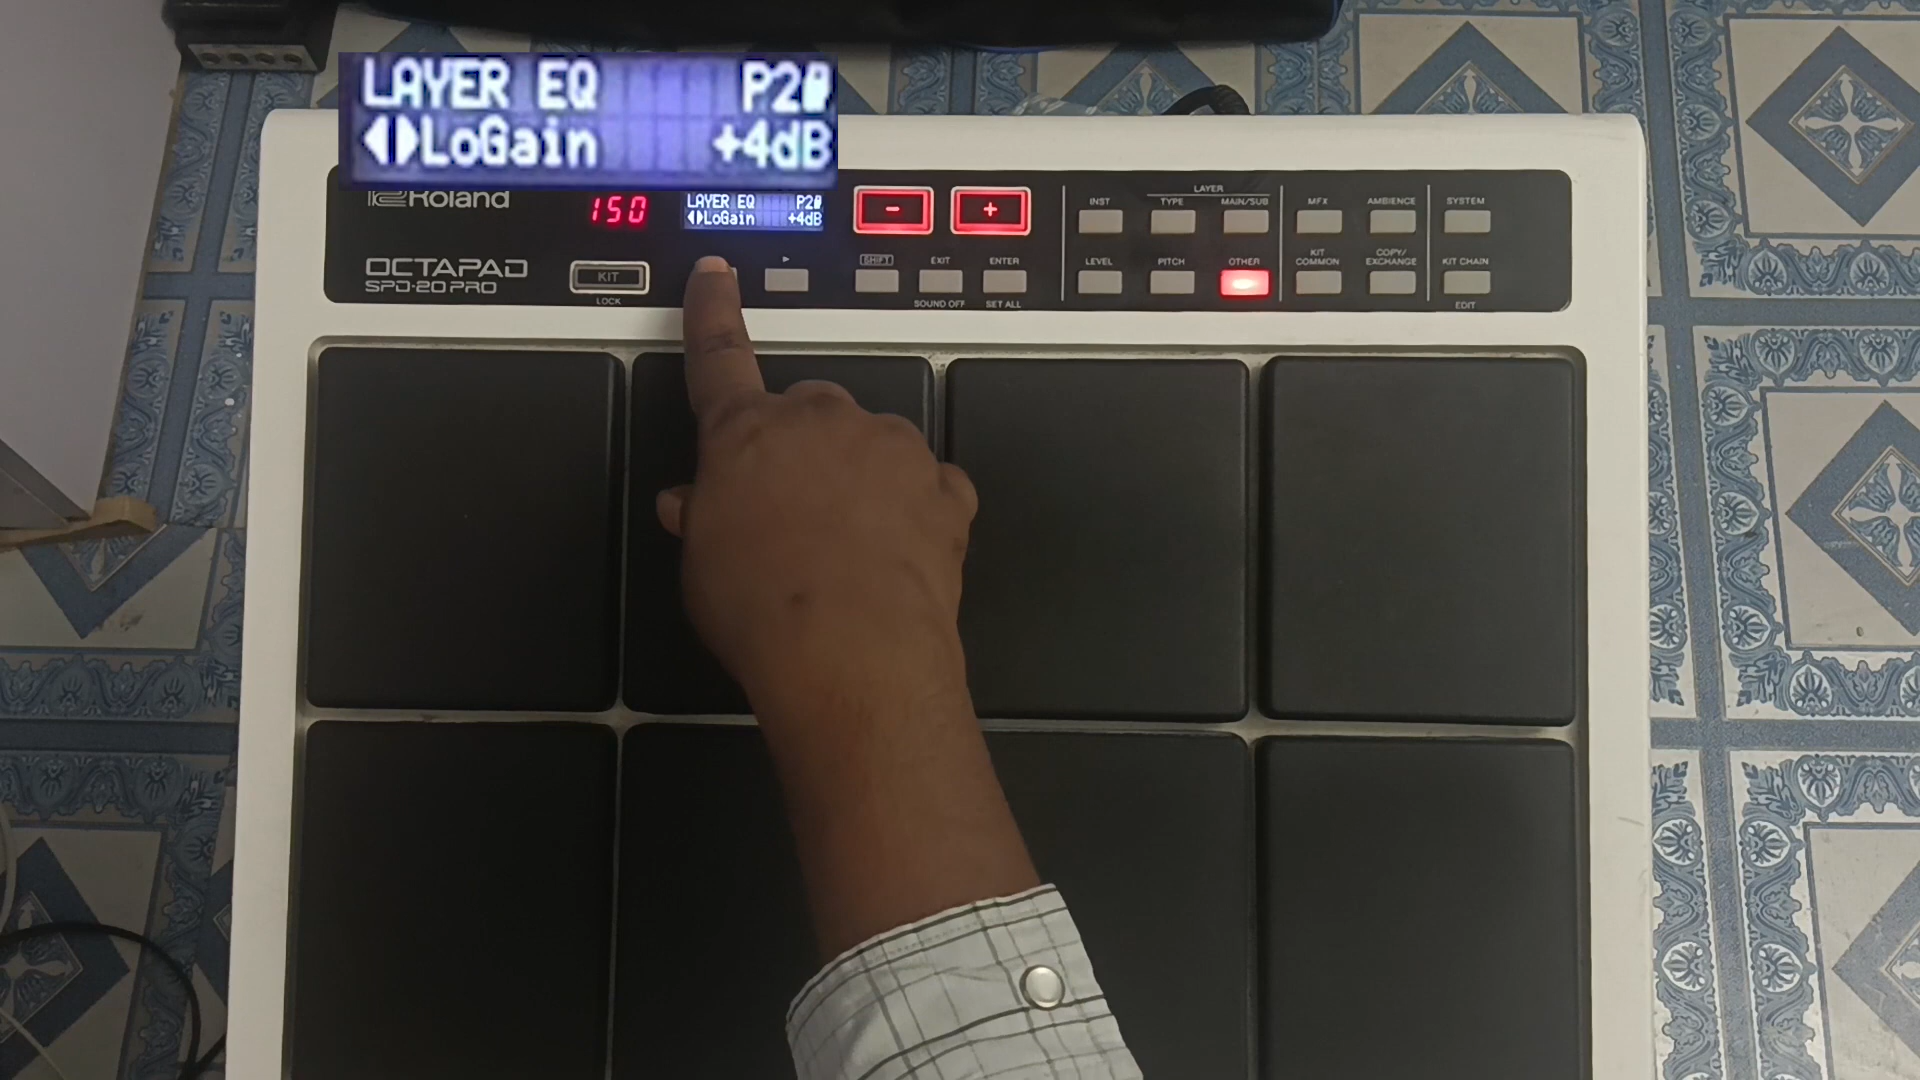 LAYER EQ P2#
◀▶LoGain +4dB
Roland
150
LAYER EQ P2#
◀▶LoGain +4dB
-
+
LAYER
INST
TYPE
MAIN/SUB
MFX
AMBIENCE
SYSTEM
OCTAPAD
SPD-20 PRO
KIT
LOCK
▶
SHIFT
EXIT
ENTER
SOUND OFF
SET ALL
LEVEL
PITCH
OTHER
KIT COMMON
COPY/EXCHANGE
KIT CHAIN
EDIT